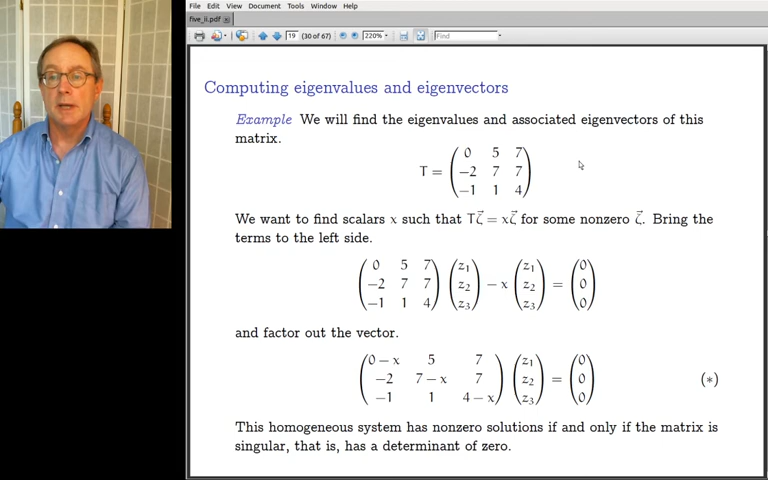 File Edit View Document Tools Window Help
five_ii.pdf
19 (30 of 67) 220% Find
Computing eigenvalues and eigenvectors
Example We will find the eigenvalues and associated eigenvectors of this
matrix.
T = ( 0 5 7
−2 7 7
−1 1 4 )
We want to find scalars x such that Tζ⃗ = xζ⃗ for some nonzero ζ⃗. Bring the
terms to the left side.
( 0 5 7 ) ( z₁ ) ( z₁ ) ( 0 )
( −2 7 7 ) ( z₂ ) − x ( z₂ ) = ( 0 )
( −1 1 4 ) ( z₃ ) ( z₃ ) ( 0 )
and factor out the vector.
( 0 − x 5 7 ) ( z₁ ) ( 0 )
( −2 7 − x 7 ) ( z₂ ) = ( 0 ) (∗)
( −1 1 4 − x ) ( z₃ ) ( 0 )
This homogeneous system has nonzero solutions if and only if the matrix is
singular, that is, has a determinant of zero.